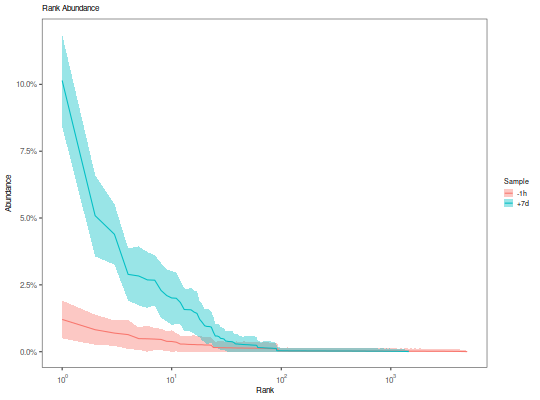 Rank Abundance
Abundance
10.0%
7.5%
5.0%
2.5%
0.0%
10^0 10^1 10^2 10^3
Rank
Sample
-1h
+7d